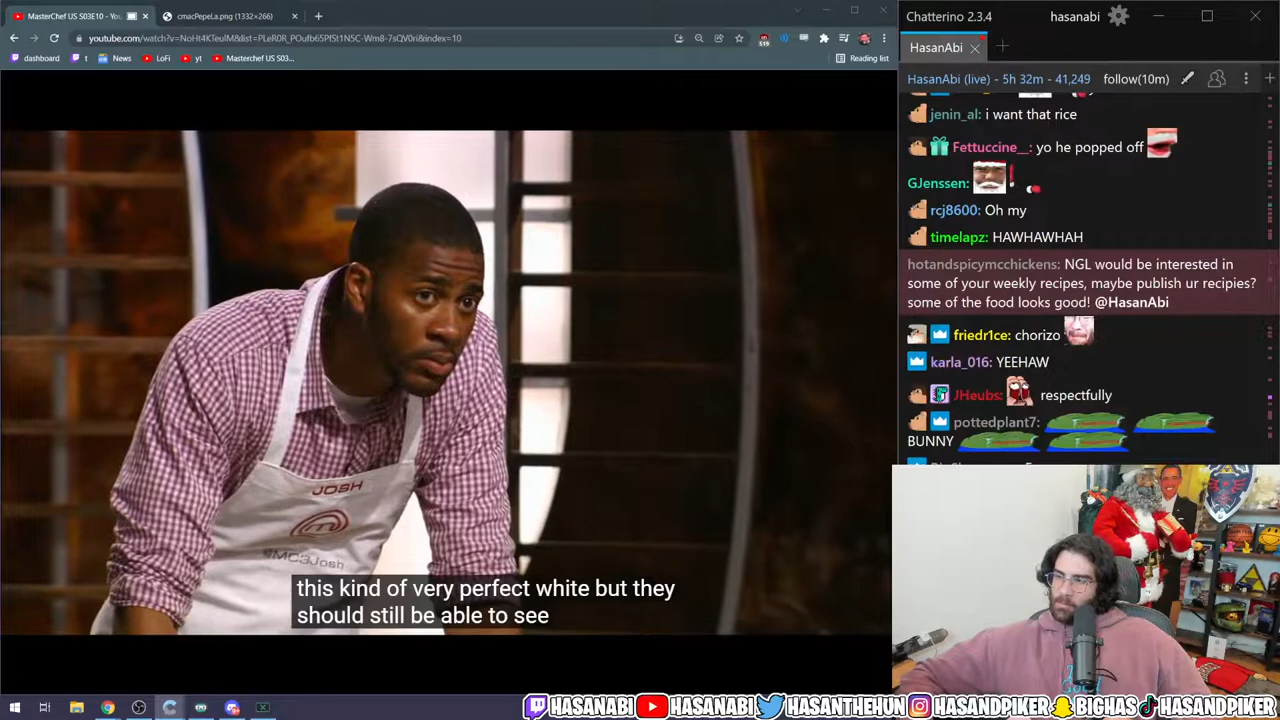 MasterChef US S03E10 - You
cmacPepeLa.png (1332×266)
youtube.com/watch?v=NoHt4KTeuIM&list=PLeR0R_POufb65PfSt1N5C-Wm8-7sQV0ri&index=10
dashboard
t
News
LoFi
yt
Masterchef US S03...
Reading list
Chatterino 2.3.4
hasanabi
HasanAbi
HasanAbi (live) - 5h 32m - 41,249
follow(10m)
jenin_al: i want that rice
Fettuccine__: yo he popped off
GJenssen:
rcj8600: Oh my
timelapz: HAWHAWHAH
hotandspicymcchickens: NGL would be interested in
some of your weekly recipes, maybe publish ur recipies?
some of the food looks good! @HasanAbi
friedr1ce: chorizo
karla_016: YEEHAW
JHeubs: respectfully
pottedplant7:
BUNNY
JOSH
@MC3Josh
this kind of very perfect white but they
should still be able to see
HASANABI
HASANABI
HASANTHEHUN
HASANDPIKER
BIGHAS
HASANDPIKER